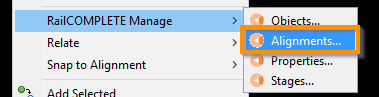 RailCOMPLETE Manage
Relate
Snap to Alignment
Add Selected
Objects...
Alignments...
Properties...
Stages...